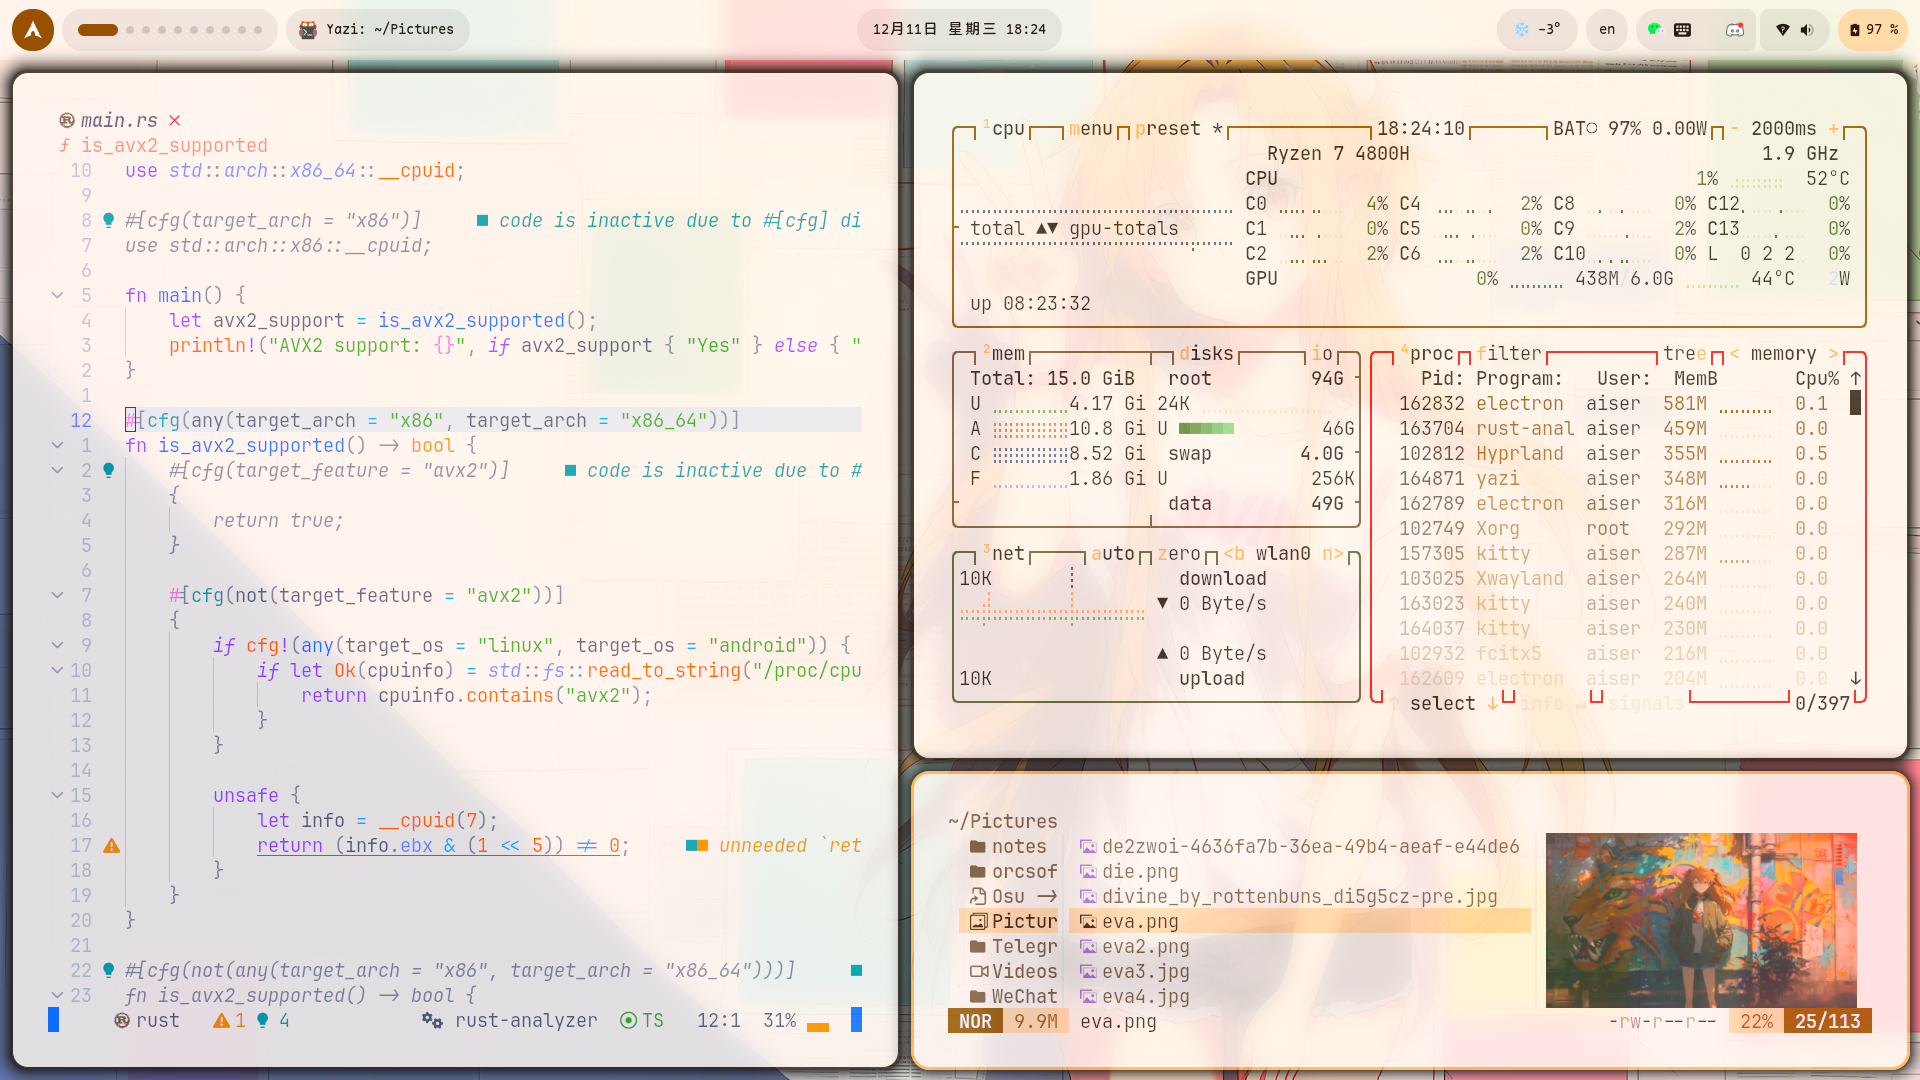 Yazi: ~/Pictures
12月11日 星期三 18:24
-3°
en
97 %
main.rs ×
f is_avx2_supported
10 use std::arch::x86_64::__cpuid;
9
8 #[cfg(target_arch = "x86")] ■ code is inactive due to #[cfg] di
7 use std::arch::x86::__cpuid;
6
5 fn main() {
4 let avx2_support = is_avx2_supported();
3 println!("AVX2 support: {}", if avx2_support { "Yes" } else { "
2 }
1
12 #[cfg(any(target_arch = "x86", target_arch = "x86_64"))]
1 fn is_avx2_supported() -> bool {
2 #[cfg(target_feature = "avx2")] ■ code is inactive due to #
3 {
4 return true;
5 }
6
7 #[cfg(not(target_feature = "avx2"))]
8 {
9 if cfg!(any(target_os = "linux", target_os = "android")) {
10 if let Ok(cpuinfo) = std::fs::read_to_string("/proc/cpu
11 return cpuinfo.contains("avx2");
12 }
13 }
14
15 unsafe {
16 let info = __cpuid(7);
17 return (info.ebx & (1 << 5)) != 0; ■■ unneeded `ret
18 }
19 }
20 }
21
22 #[cfg(not(any(target_arch = "x86", target_arch = "x86_64")))] ■
23 fn is_avx2_supported() -> bool {
rust 1 4 rust-analyzer TS 12:1 31%
1cpu menu preset * 18:24:10 BAT○ 97% 0.00W - 2000ms +
Ryzen 7 4800H 1.9 GHz
CPU 1% 52°C
C0 4% C4 2% C8 0% C12 0%
total ▲▼ gpu-totals C1 0% C5 0% C9 2% C13 0%
C2 2% C6 2% C10 0% L 0 2 2 0%
GPU 0% 438M/6.0G 44°C 2W
up 08:23:32
2mem disks io
Total: 15.0 GiB root 94G
U 4.17 Gi 24K
A 10.8 Gi U 46G
C 8.52 Gi swap 4.0G
F 1.86 Gi U 256K
data 49G
3net auto zero <b wlan0 n>
10K download
▼ 0 Byte/s
▲ 0 Byte/s
10K upload
4proc filter tree < memory >
Pid: Program: User: MemB Cpu% ↑
162832 electron aiser 581M 0.1
163704 rust-anal aiser 459M 0.0
102812 Hyprland aiser 355M 0.5
164871 yazi aiser 348M 0.0
162789 electron aiser 316M 0.0
102749 Xorg root 292M 0.0
157305 kitty aiser 287M 0.0
103025 Xwayland aiser 264M 0.0
163023 kitty aiser 240M 0.0
164037 kitty aiser 230M 0.0
102932 fcitx5 aiser 216M 0.0
162609 electron aiser 204M 0.0 ↓
↑ select ↓ info ↵ signals 0/397
~/Pictures
notes de2zwoi-4636fa7b-36ea-49b4-aeaf-e44de6
orcsof die.png
Osu -> divine_by_rottenbuns_di5g5cz-pre.jpg
Pictur eva.png
Telegr eva2.png
Videos eva3.jpg
WeChat eva4.jpg
NOR 9.9M eva.png -rw-r--r-- 22% 25/113